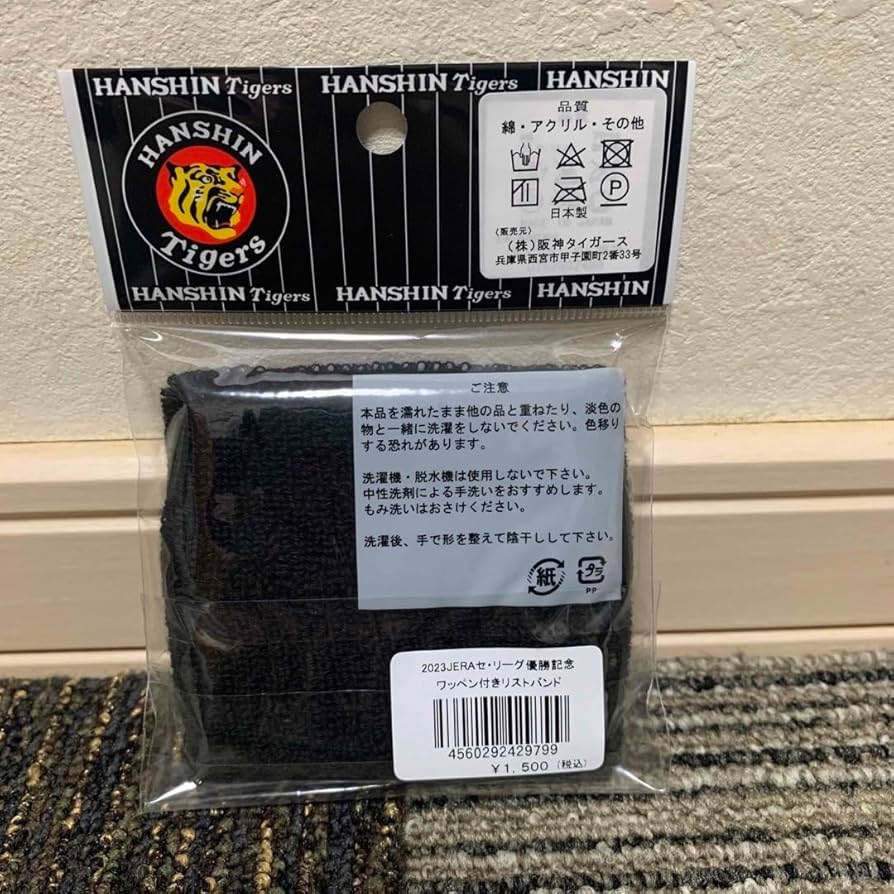 HANSHIN Tigers HANSHIN Tigers HANSHIN
HANSHIN
Tigers
品質
綿・アクリル・その他
P
日本製
〈販売元〉
（株）阪神タイガース
兵庫県西宮市甲子園町2番33号
HANSHIN Tigers HANSHIN Tigers HANSHIN
ご注意
本品を濡れたまま他の品と重ねたり、淡色の
物と一緒に洗濯をしないでください。色移り
する恐れがあります。
洗濯機・脱水機は使用しないで下さい。
中性洗剤による手洗いをおすすめします。
もみ洗いはおさけください。
洗濯後、手で形を整えて陰干しして下さい。
紙 プラ
PP
2023JERAセ・リーグ優勝記念
ワッペン付きリストバンド
4560292429799
￥1,500（税込）